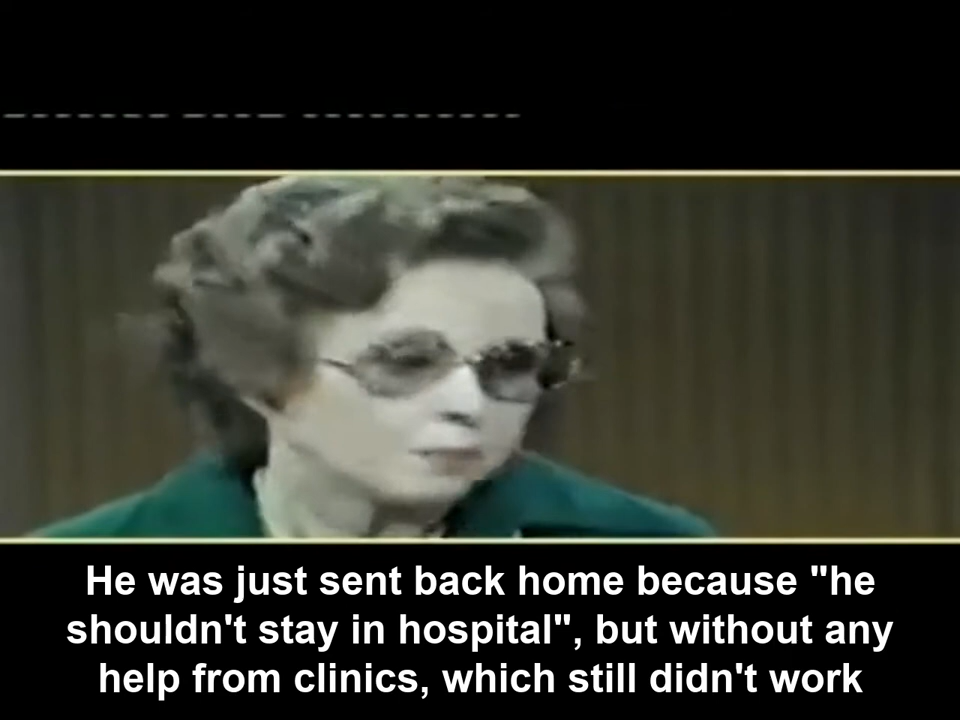 He was just sent back home because "he
shouldn't stay in hospital", but without any
help from clinics, which still didn't work